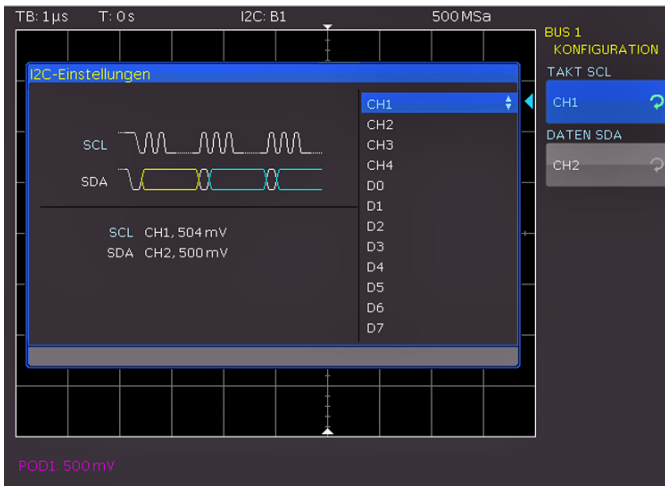 TB: 1µs T: 0 s I2C: B1 500 MSa
BUS 1
KONFIGURATION
TAKT SCL
CH1
DATEN SDA
CH2
I2C-Einstellungen
SCL
SDA
SCL CH1, 504 mV
SDA CH2, 500 mV
CH1
CH2
CH3
CH4
D0
D1
D2
D3
D4
D5
D6
D7
POD1: 500 mV